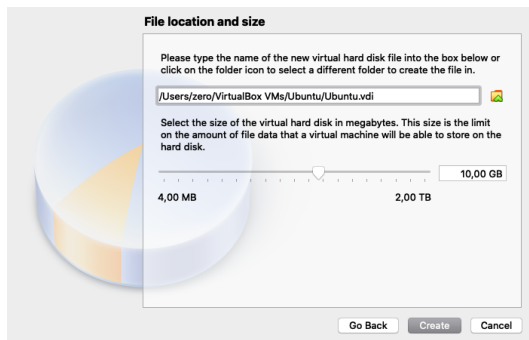 File location and size
Please type the name of the new virtual hard disk file into the box below or
click on the folder icon to select a different folder to create the file in.
/Users/zero/VirtualBox VMs/Ubuntu/Ubuntu.vdi
Select the size of the virtual hard disk in megabytes. This size is the limit
on the amount of file data that a virtual machine will be able to store on the
hard disk.
10,00 GB
4,00 MB 2,00 TB
Go Back Create Cancel